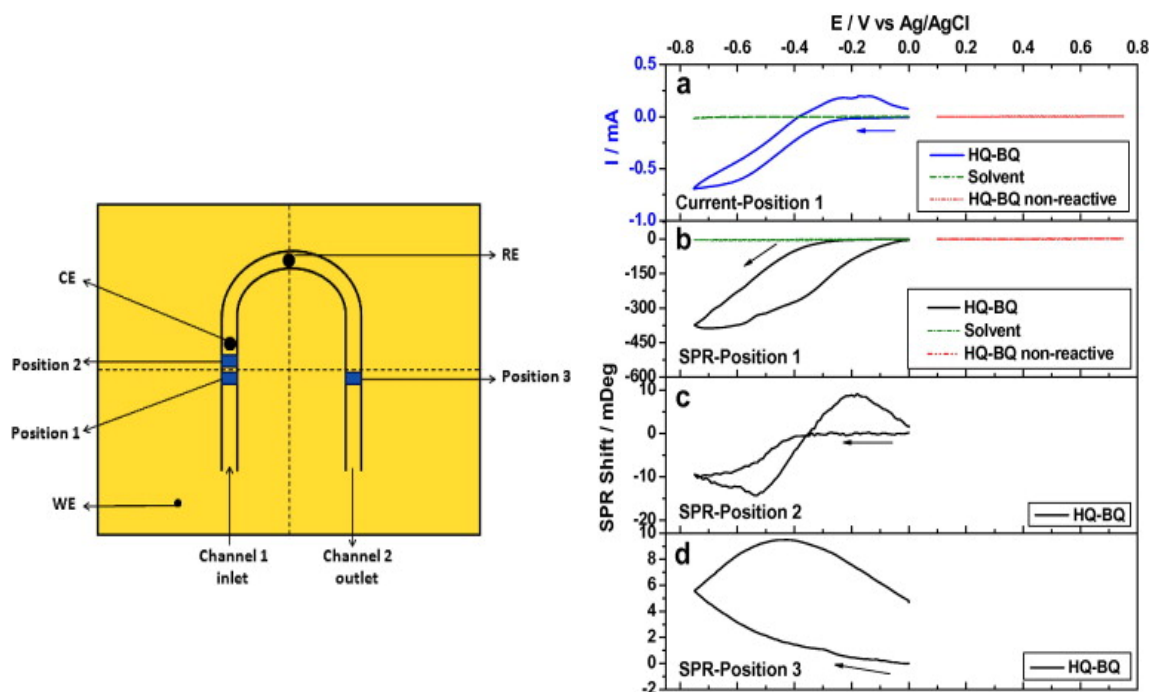 RE
CE
Position 2
Position 3
Position 1
WE
Channel 1
inlet
Channel 2
outlet
E / V vs Ag/AgCl
-0.8 -0.6 -0.4 -0.2 0.0 0.2 0.4 0.6 0.8
I / mA
0.5
0.0
-0.5
-1.0
a
HQ-BQ
Solvent
HQ-BQ non-reactive
Current-Position 1
SPR Shift / mDeg
0
-150
-300
-450
-600
b
HQ-BQ
Solvent
HQ-BQ non-reactive
SPR-Position 1
10
0
-10
-20
c
SPR-Position 2
HQ-BQ
10
8
6
4
2
0
-2
d
SPR-Position 3
HQ-BQ